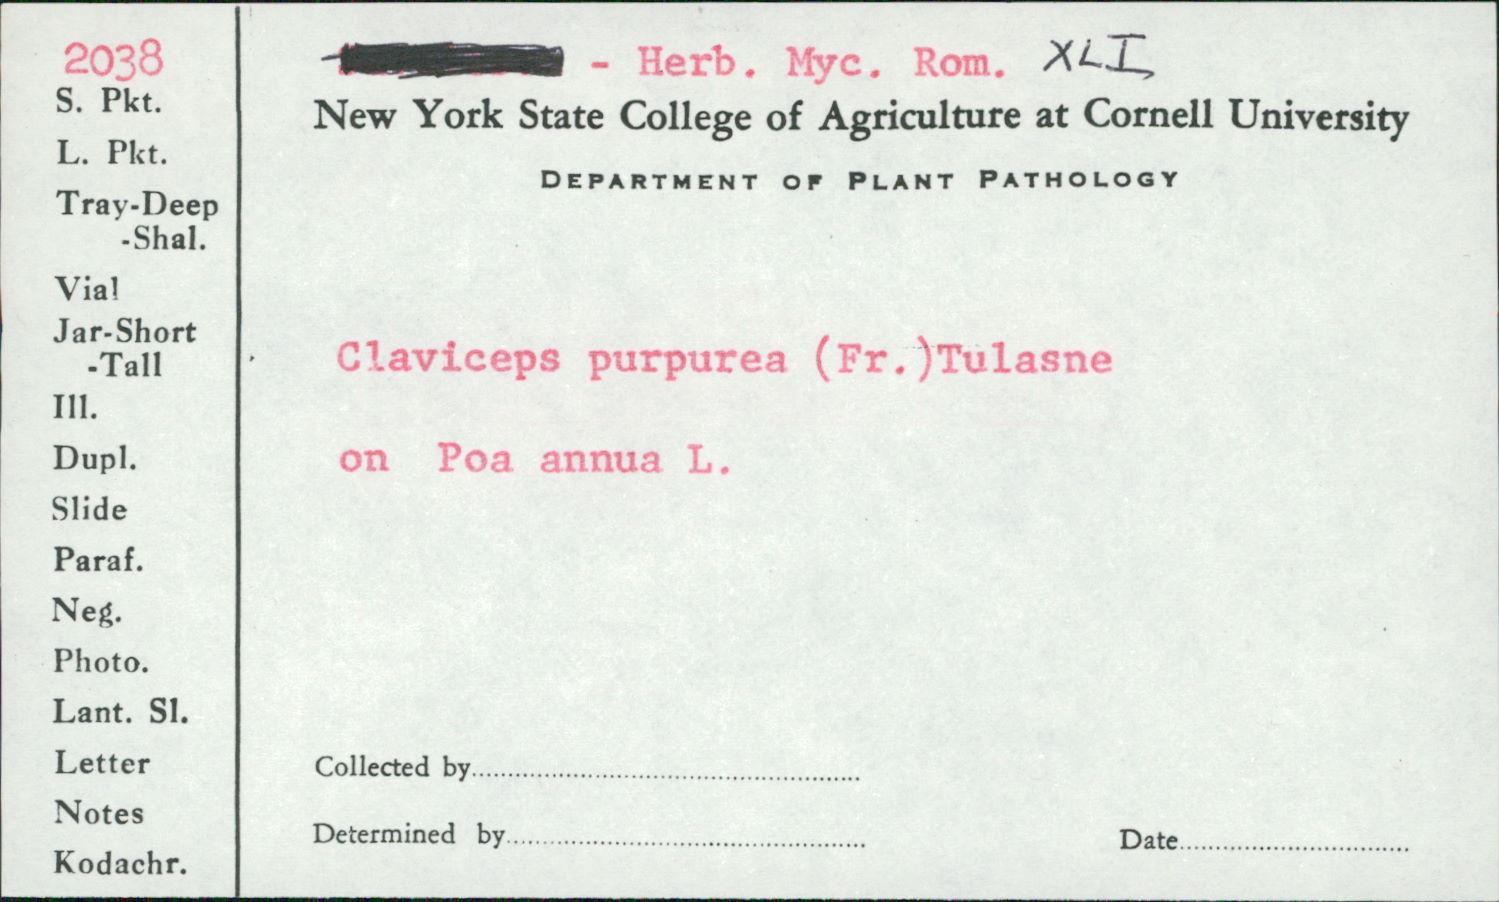 2038
S. Pkt.
L. Pkt.
Tray-Deep
-Shal.
Vial
Jar-Short
-Tall
Ill.
Dupl.
Slide
Paraf.
Neg.
Photo.
Lant. Sl.
Letter
Notes
Kodachr.
- Herb. Myc. Rom. XLI
New York State College of Agriculture at Cornell University
DEPARTMENT OF PLANT PATHOLOGY
Claviceps purpurea (Fr.)Tulasne
on Poa annua L.
Collected by
Determined by
Date